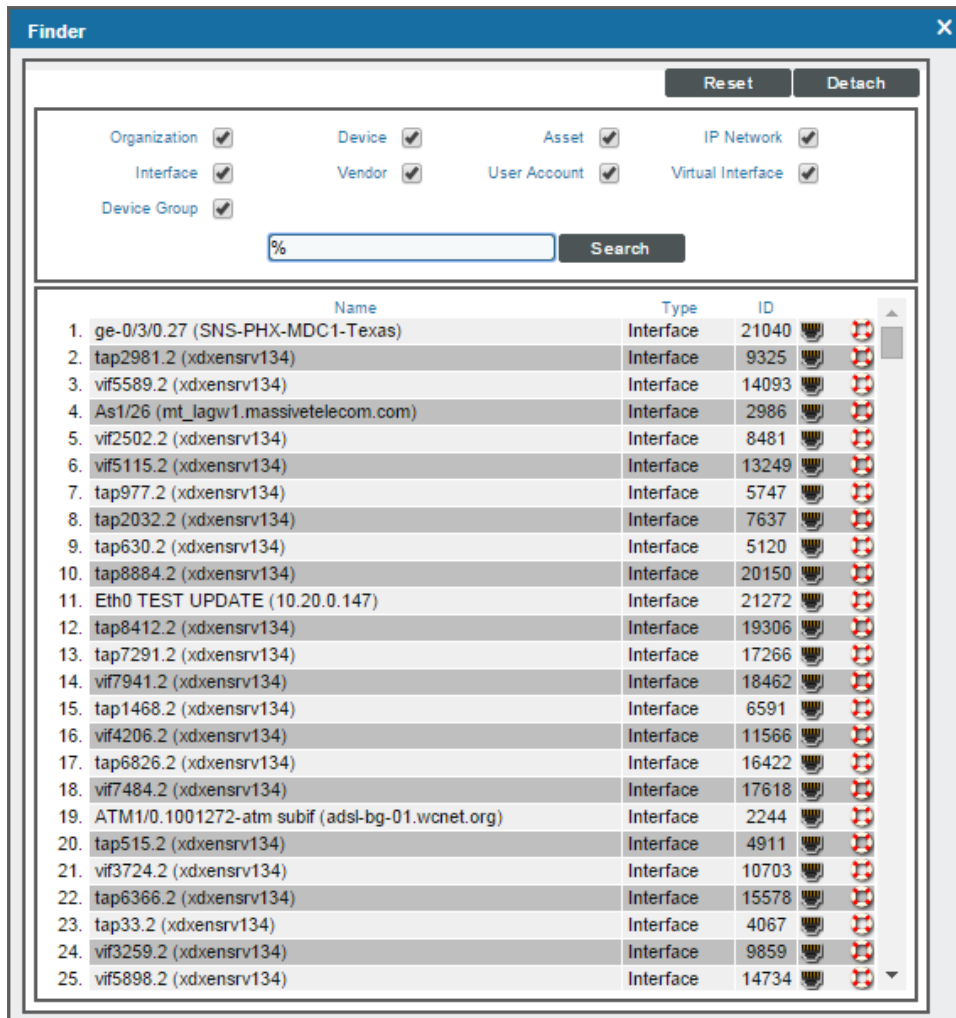 Finder X
Reset Detach
Organization Device Asset IP Network
Interface Vendor User Account Virtual Interface
Device Group
% Search
Name Type ID
1. ge-0/3/0.27 (SNS-PHX-MDC1-Texas) Interface 21040
2. tap2981.2 (xdxensrv134) Interface 9325
3. vif5589.2 (xdxensrv134) Interface 14093
4. As1/26 (mt_lagw1.massivetelecom.com) Interface 2986
5. vif2502.2 (xdxensrv134) Interface 8481
6. vif5115.2 (xdxensrv134) Interface 13249
7. tap977.2 (xdxensrv134) Interface 5747
8. tap2032.2 (xdxensrv134) Interface 7637
9. tap630.2 (xdxensrv134) Interface 5120
10. tap8884.2 (xdxensrv134) Interface 20150
11. Eth0 TEST UPDATE (10.20.0.147) Interface 21272
12. tap8412.2 (xdxensrv134) Interface 19306
13. tap7291.2 (xdxensrv134) Interface 17266
14. vif7941.2 (xdxensrv134) Interface 18462
15. tap1468.2 (xdxensrv134) Interface 6591
16. vif4206.2 (xdxensrv134) Interface 11566
17. tap6826.2 (xdxensrv134) Interface 16422
18. vif7484.2 (xdxensrv134) Interface 17618
19. ATM1/0.1001272-atm subif (adsl-bg-01.wcnet.org) Interface 2244
20. tap515.2 (xdxensrv134) Interface 4911
21. vif3724.2 (xdxensrv134) Interface 10703
22. tap6366.2 (xdxensrv134) Interface 15578
23. tap33.2 (xdxensrv134) Interface 4067
24. vif3259.2 (xdxensrv134) Interface 9859
25. vif5898.2 (xdxensrv134) Interface 14734